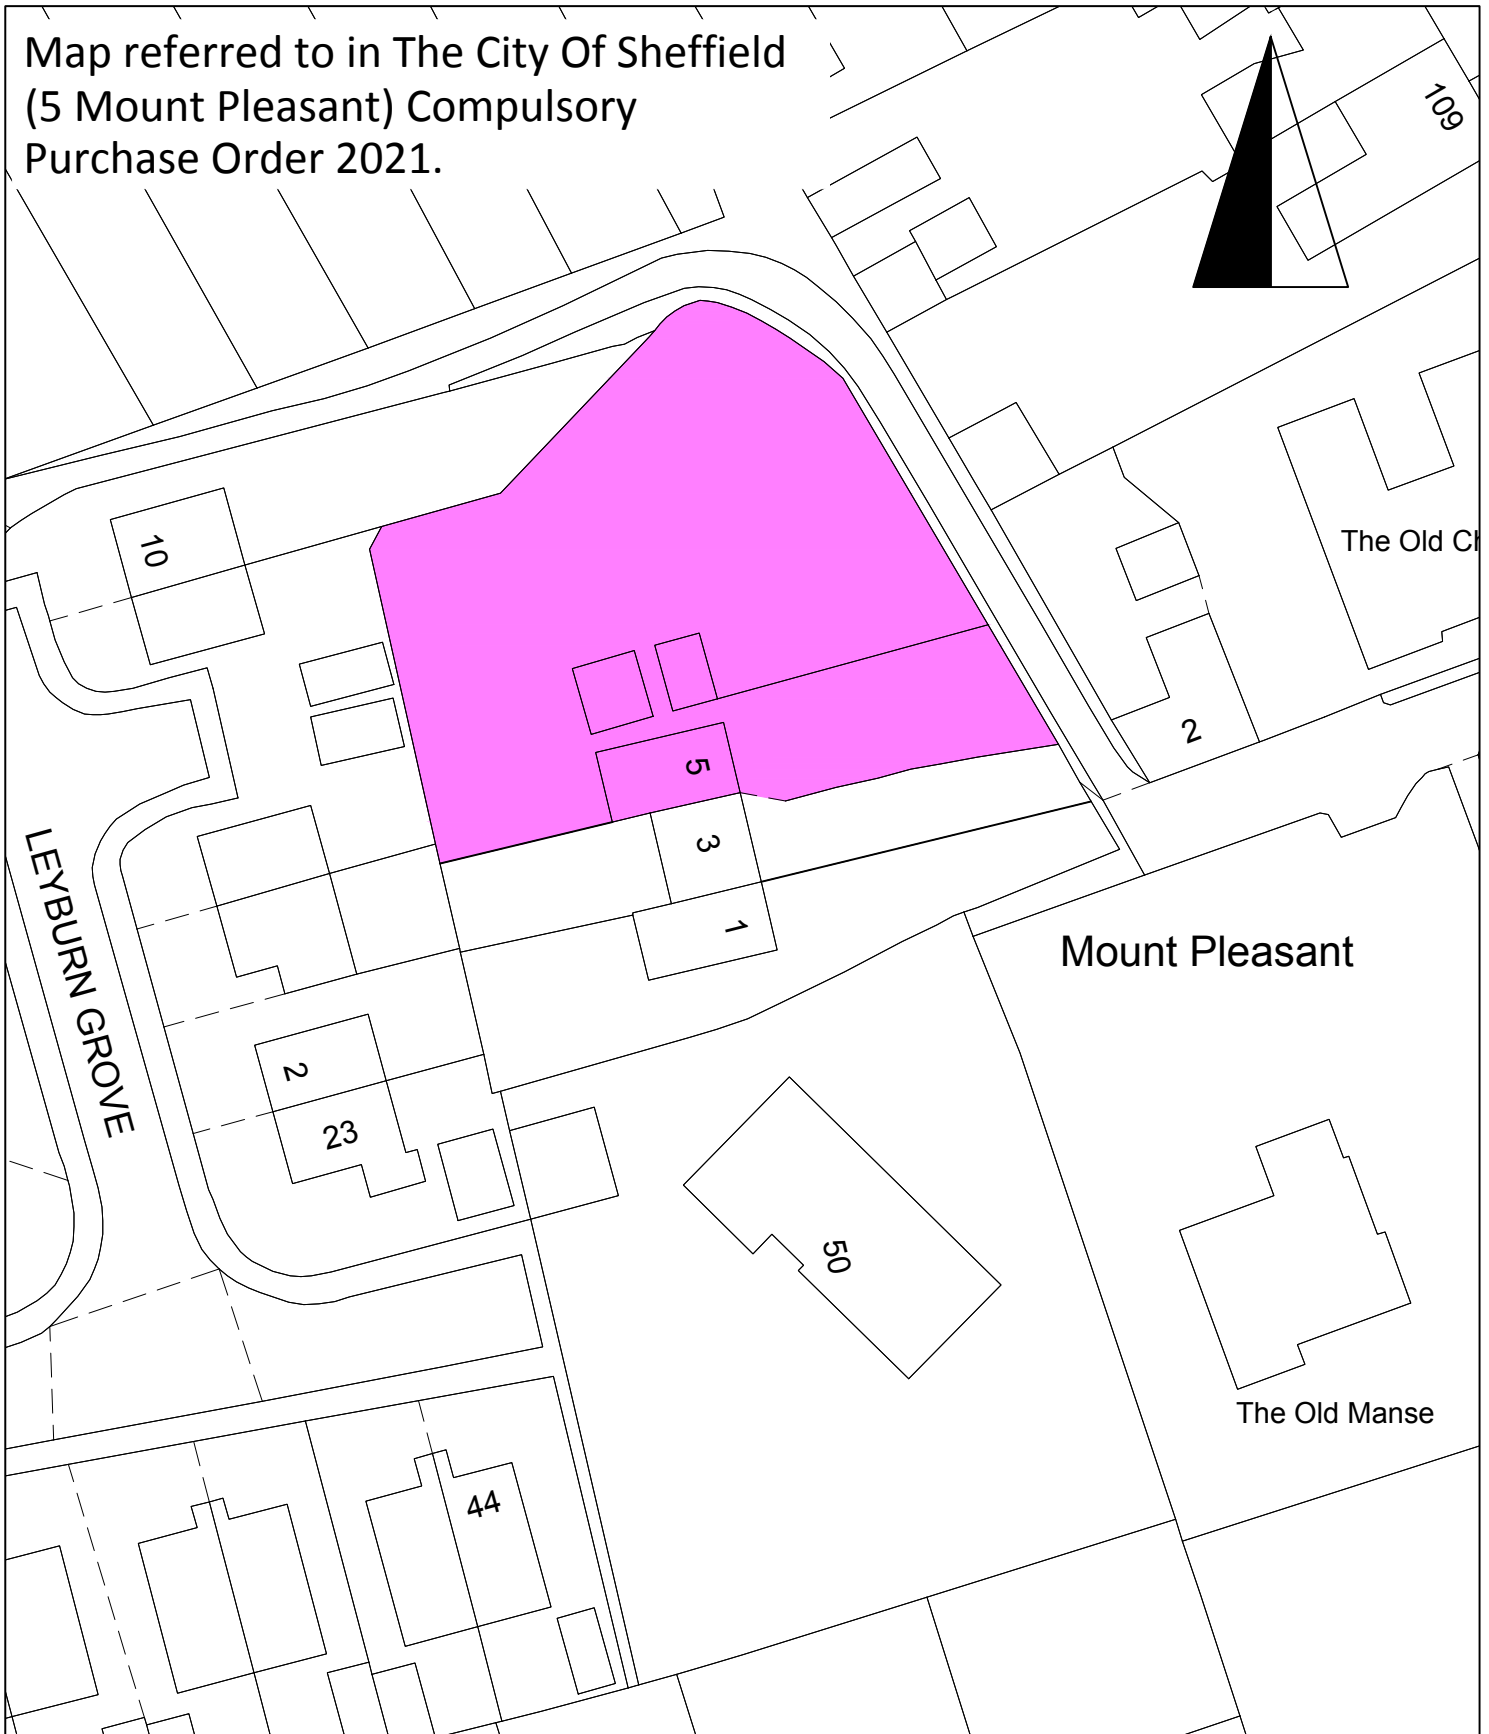 Map referred to in The City Of Sheffield
(5 Mount Pleasant) Compulsory
Purchase Order 2021.
109
The Old Ch
10
2
5
3
LEYBURN GROVE
1
Mount Pleasant
2
23
50
The Old Manse
44